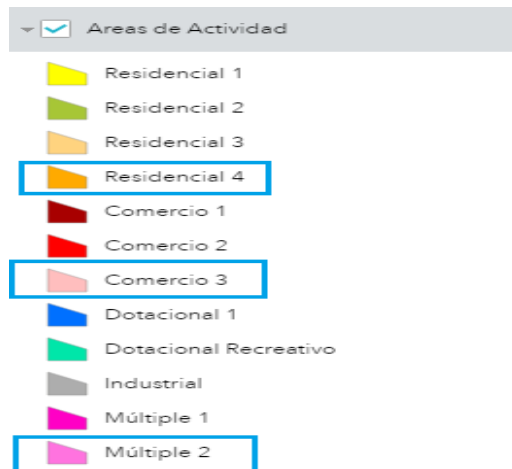 Areas de Actividad
Residencial 1
Residencial 2
Residencial 3
Residencial 4
Comercio 1
Comercio 2
Comercio 3
Dotacional 1
Dotacional Recreativo
Industrial
Múltiple 1
Múltiple 2